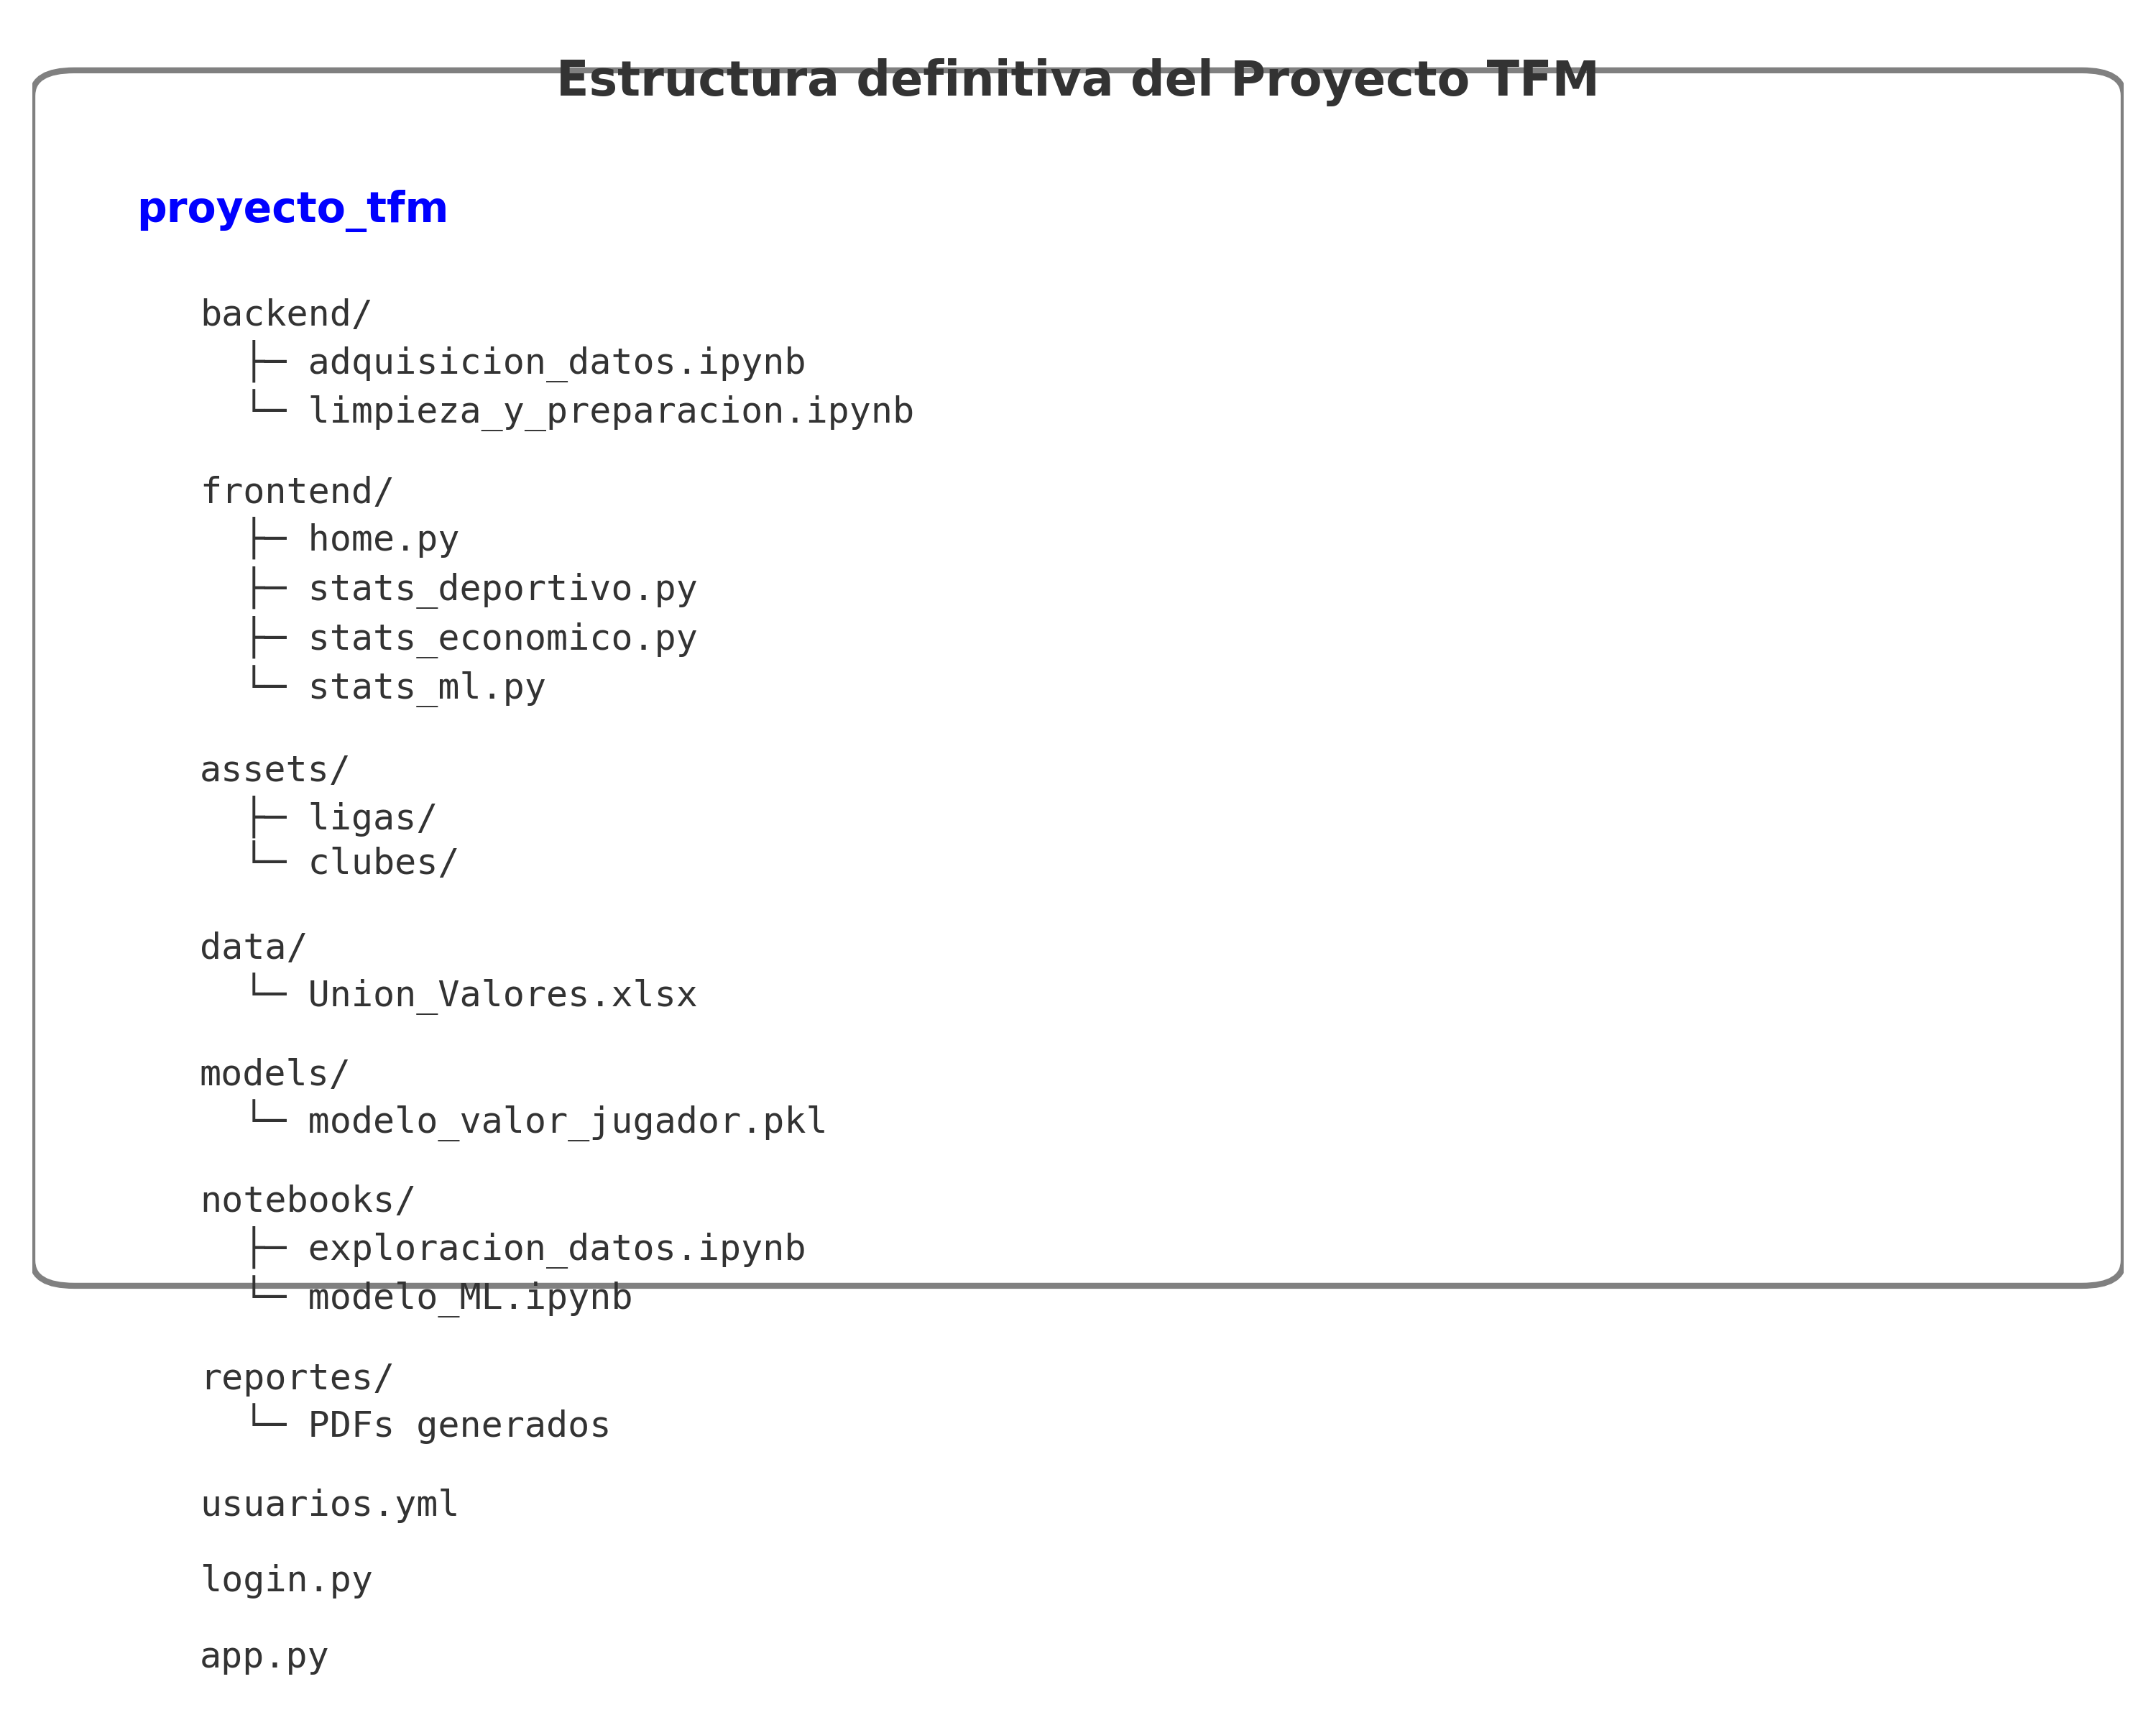 Estructura definitiva del Proyecto TFM
proyecto_tfm
backend/
├─ adquisicion_datos.ipynb
└─ limpieza_y_preparacion.ipynb
frontend/
├─ home.py
├─ stats_deportivo.py
├─ stats_economico.py
└─ stats_ml.py
assets/
├─ ligas/
└─ clubes/
data/
└─ Union_Valores.xlsx
models/
└─ modelo_valor_jugador.pkl
notebooks/
├─ exploracion_datos.ipynb
└─ modelo_ML.ipynb
reportes/
└─ PDFs generados
usuarios.yml
login.py
app.py